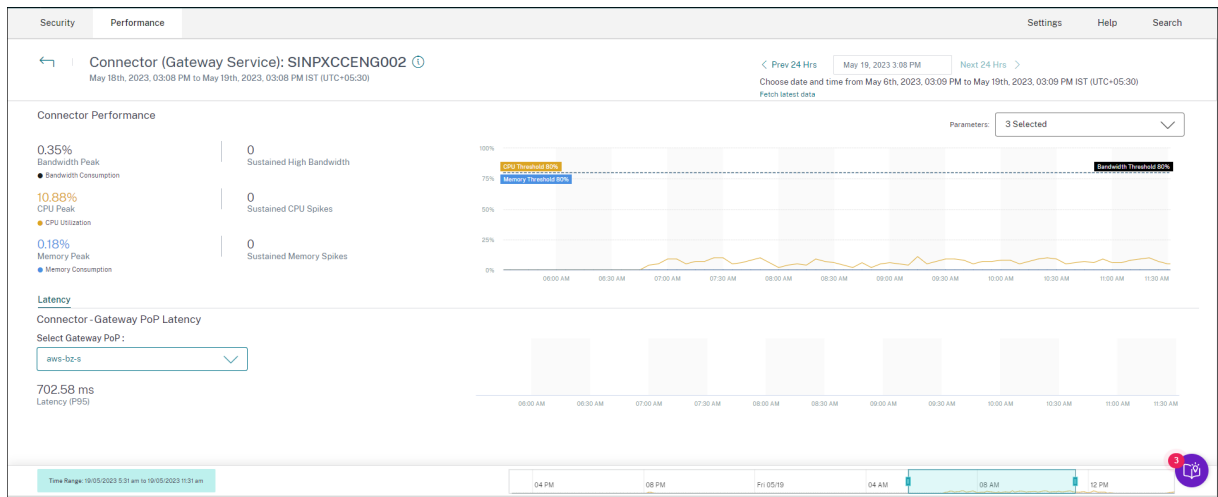 Security Performance Settings Help Search
Connector (Gateway Service): SINPXCCENG002
May 18th, 2023, 03:08 PM to May 19th, 2023, 03:08 PM IST (UTC+05:30)
Prev 24 Hrs May 19, 2023 3:08 PM Next 24 Hrs
Choose date and time from May 6th, 2023, 03:09 PM to May 19th, 2023, 03:09 PM IST (UTC+05:30)
Fetch latest data
Connector Performance
Parameters: 3 Selected
0.35%
Bandwidth Peak
Bandwidth Consumption
0
Sustained High Bandwidth
10.88%
CPU Peak
CPU Utilization
0
Sustained CPU Spikes
0.18%
Memory Peak
Memory Consumption
0
Sustained Memory Spikes
100%
CPU Threshold 80% Bandwidth Threshold 80%
75% Memory Threshold 80%
50%
25%
0%
06:00 AM 06:30 AM 07:00 AM 07:30 AM 08:00 AM 08:30 AM 09:00 AM 09:30 AM 10:00 AM 10:30 AM 11:00 AM 11:30 AM
Latency
Connector - Gateway PoP Latency
Select Gateway PoP :
aws-bz-s
702.58 ms
Latency (P95)
06:00 AM 06:30 AM 07:00 AM 07:30 AM 08:00 AM 08:30 AM 09:00 AM 09:30 AM 10:00 AM 10:30 AM 11:00 AM 11:30 AM
Time Range: 19/05/2023 5:31 am to 19/05/2023 11:31 am
04 PM 08 PM Fri 05/19 04 AM 08 AM 12 PM
3